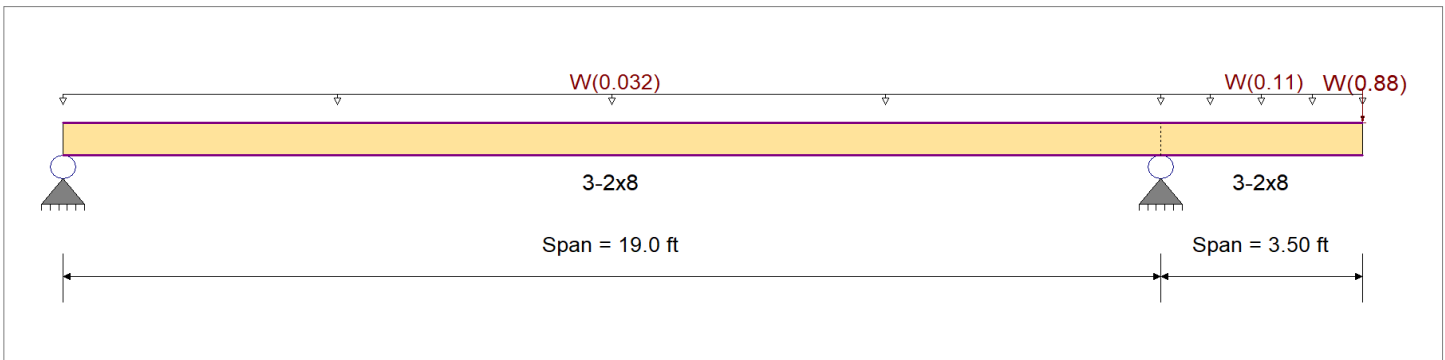 W(0.032) W(0.11) W(0.88)
3-2x8 3-2x8
Span = 19.0 ft Span = 3.50 ft